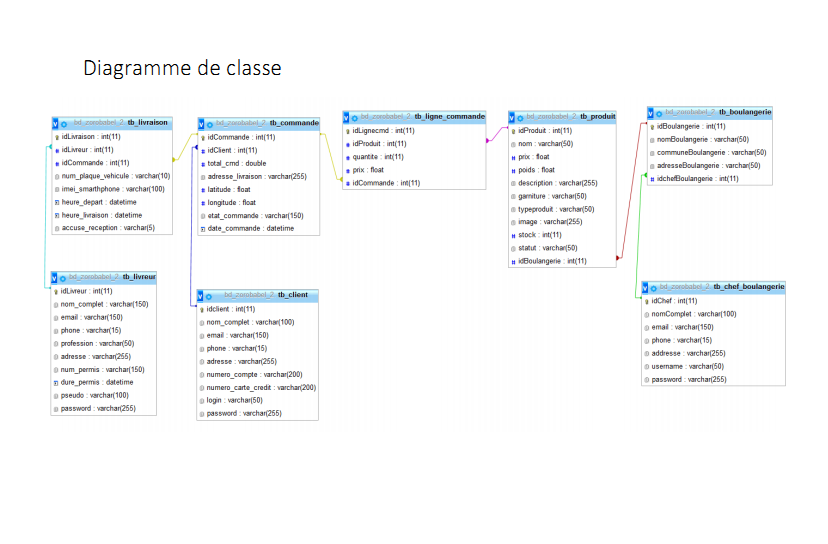 Diagramme de classe
bd_zorobabel_2 tb_livraison
idLivraison : int(11)
idLivreur : int(11)
idCommande : int(11)
num_plaque_vehicule : varchar(10)
imei_smarthphone : varchar(100)
heure_depart : datetime
heure_livraison : datetime
accuse_reception : varchar(5)
bd_zorobabel_2 tb_commande
idCommande : int(11)
idClient : int(11)
total_cmd : double
adresse_livraison : varchar(255)
latitude : float
longitude : float
etat_commande : varchar(150)
date_commande : datetime
bd_zorobabel_2 tb_ligne_commande
idLignecmd : int(11)
idProduit : int(11)
quantite : int(11)
prix : float
idCommande : int(11)
bd_zorobabel_2 tb_produit
idProduit : int(11)
nom : varchar(50)
prix : float
poids : float
description : varchar(255)
garniture : varchar(50)
typeproduit : varchar(50)
image : varchar(255)
stock : int(11)
statut : varchar(50)
idBoulangerie : int(11)
bd_zorobabel_2 tb_boulangerie
idBoulangerie : int(11)
nomBoulangerie : varchar(50)
communeBoulangerie : varchar(50)
adresseBoulangerie : varchar(50)
idchefBoulangerie : int(11)
bd_zorobabel_2 tb_livreur
idLivreur : int(11)
nom_complet : varchar(150)
email : varchar(150)
phone : varchar(15)
profession : varchar(50)
adresse : varchar(255)
num_permis : varchar(150)
dure_permis : datetime
pseudo : varchar(100)
password : varchar(255)
bd_zorobabel_2 tb_client
idclient : int(11)
nom_complet : varchar(100)
email : varchar(150)
phone : varchar(15)
adresse : varchar(255)
numero_compte : varchar(200)
numero_carte_credit : varchar(200)
login : varchar(50)
password : varchar(255)
bd_zorobabel_2 tb_chef_boulangerie
idChef : int(11)
nomComplet : varchar(100)
email : varchar(150)
phone : varchar(15)
addresse : varchar(255)
username : varchar(50)
password : varchar(255)